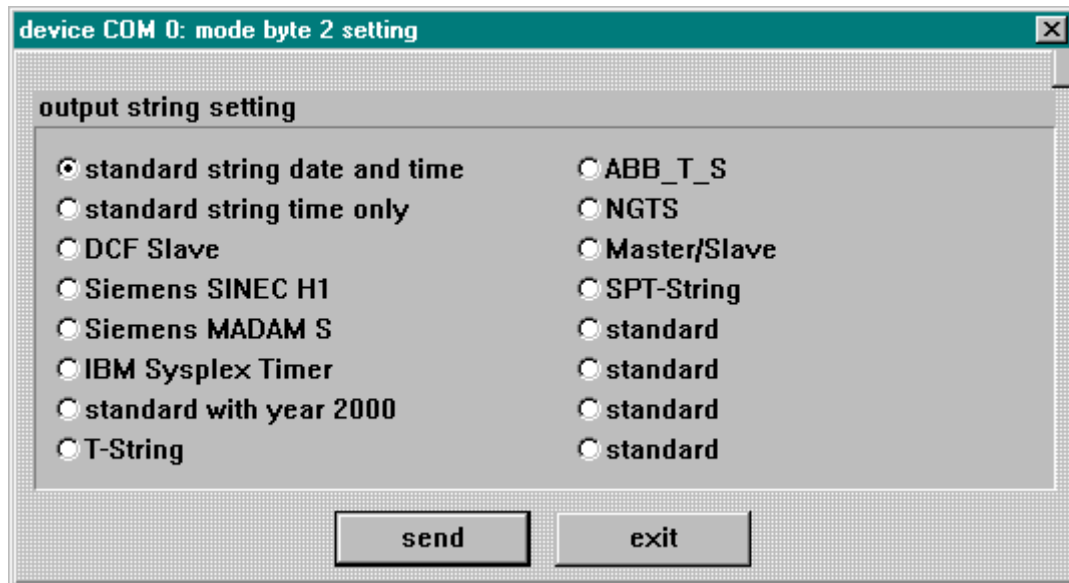 device COM 0: mode byte 2 setting
output string setting
standard string date and time
standard string time only
DCF Slave
Siemens SINEC H1
Siemens MADAM S
IBM Sysplex Timer
standard with year 2000
T-String
ABB_T_S
NGTS
Master/Slave
SPT-String
standard
standard
standard
standard
send
exit